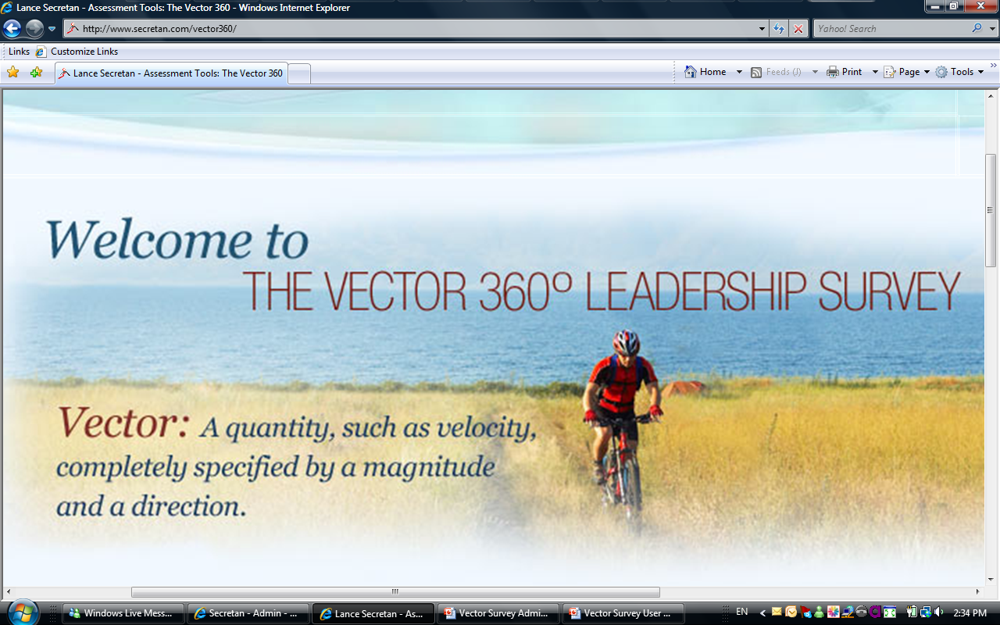 Lance Secretan - Assessment Tools: The Vector 360 - Windows Internet Explorer
http://www.secretan.com/vector360/
Yahoo! Search
Links
Customize Links
Lance Secretan - Assessment Tools: The Vector 360
Home
Feeds (J)
Print
Page
Tools
Welcome to
THE VECTOR 360º LEADERSHIP SURVEY
Vector: A quantity, such as velocity,
completely specified by a magnitude
and a direction.
Windows Live Mess...
Secretan - Admin - ...
Lance Secretan - As...
Vector Survey Admi...
Vector Survey User ...
EN
2:34 PM